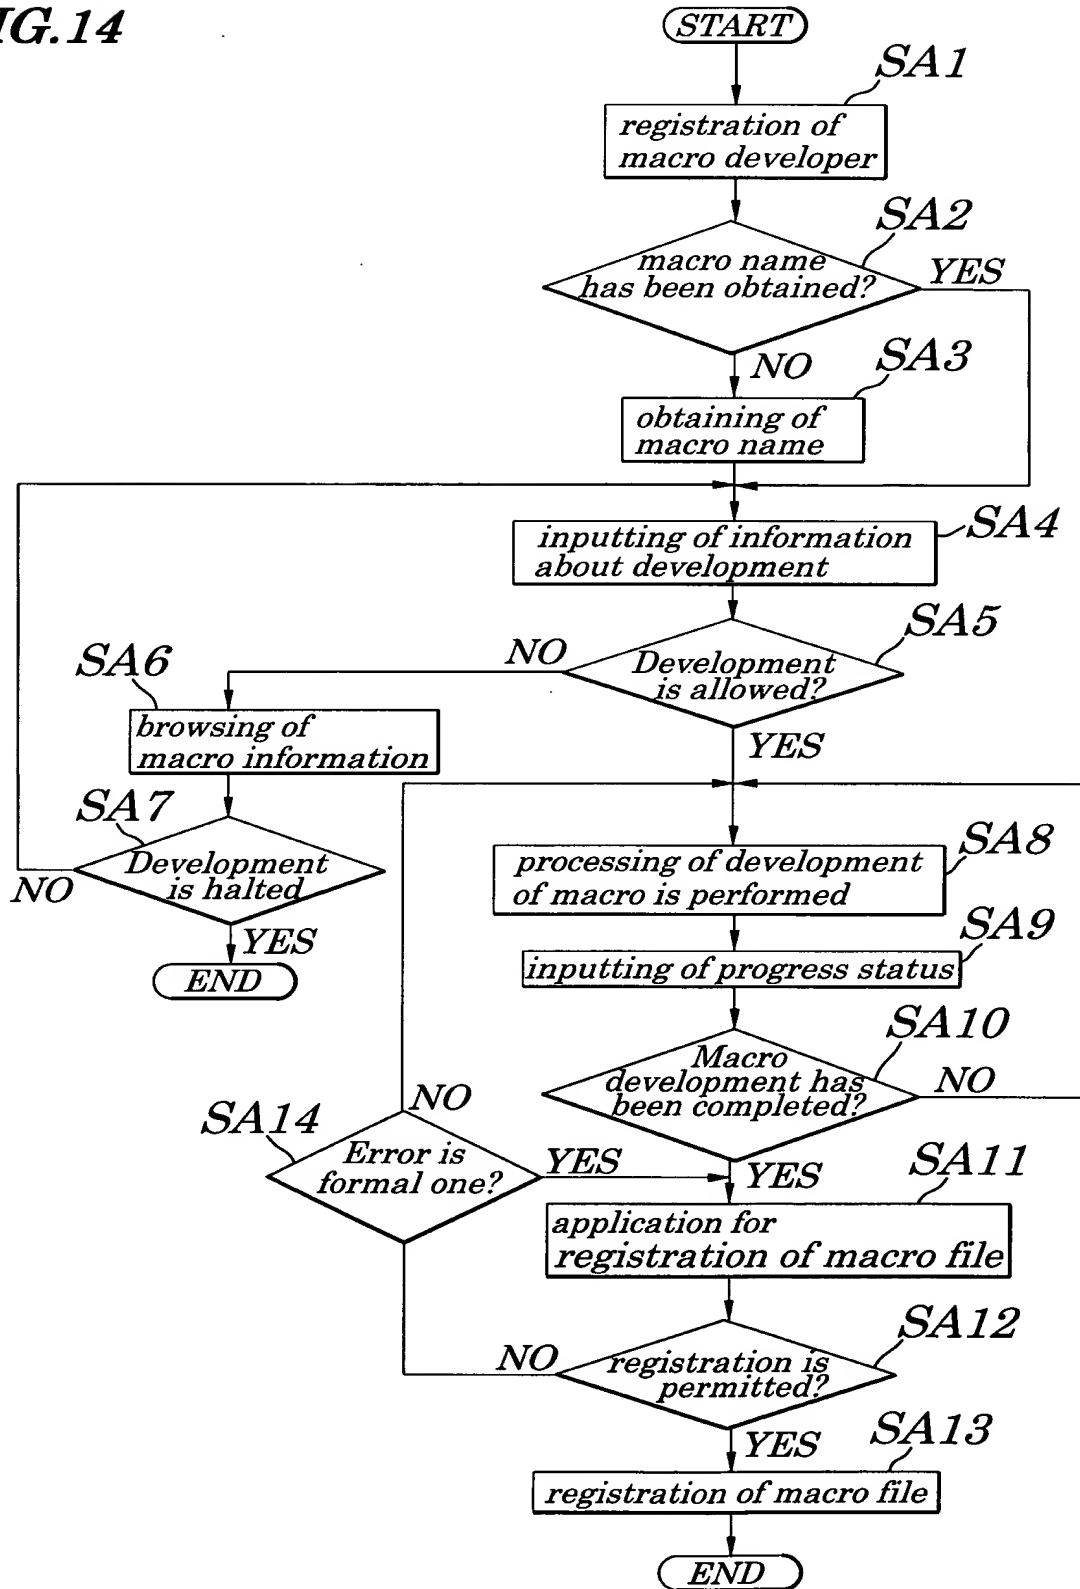 IG.14
START
SA1
registration of
macro developer
SA2
macro name
has been obtained?
YES
NO
SA3
obtaining of
macro name
SA4
inputting of information
about development
SA5
NO
Development
is allowed?
SA6
YES
browsing of
macro information
SA7
Development
is halted
NO
YES
END
SA8
processing of development
of macro is performed
SA9
inputting of progress status
SA10
Macro
development has
been completed?
NO
NO
SA14
Error is
formal one?
YES
YES
SA11
application for
registration of macro file
SA12
NO
registration is
permitted?
YES
SA13
registration of macro file
END